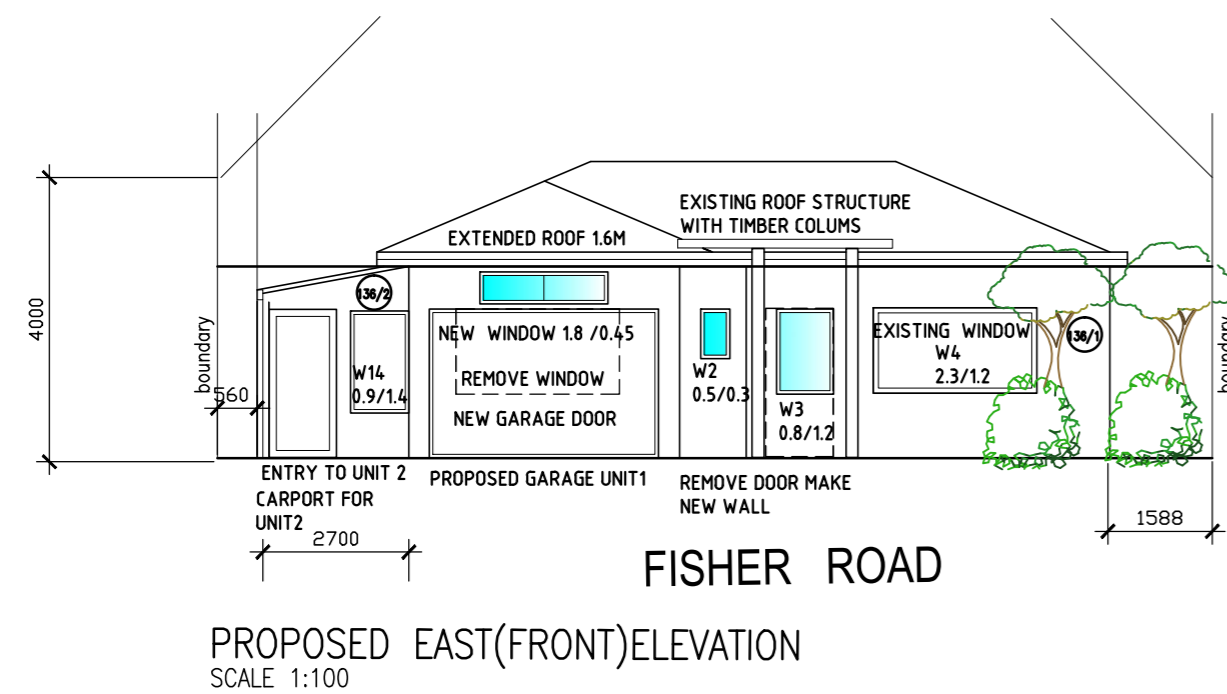 EXISTING ROOF STRUCTURE
WITH TIMBER COLUMS
EXTENDED ROOF 1.6M
4000
boundary
560
136/2
W14
0.9/1.4
NEW WINDOW 1.8 /0.45
REMOVE WINDOW
NEW GARAGE DOOR
W2
0.5/0.3
W3
0.8/1.2
EXISTING WINDOW
W4
2.3/1.2
136/1
boundary
ENTRY TO UNIT 2
CARPORT FOR
UNIT2
2700
PROPOSED GARAGE UNIT1
REMOVE DOOR MAKE
NEW WALL
1588
FISHER ROAD
PROPOSED EAST(FRONT)ELEVATION
SCALE 1:100